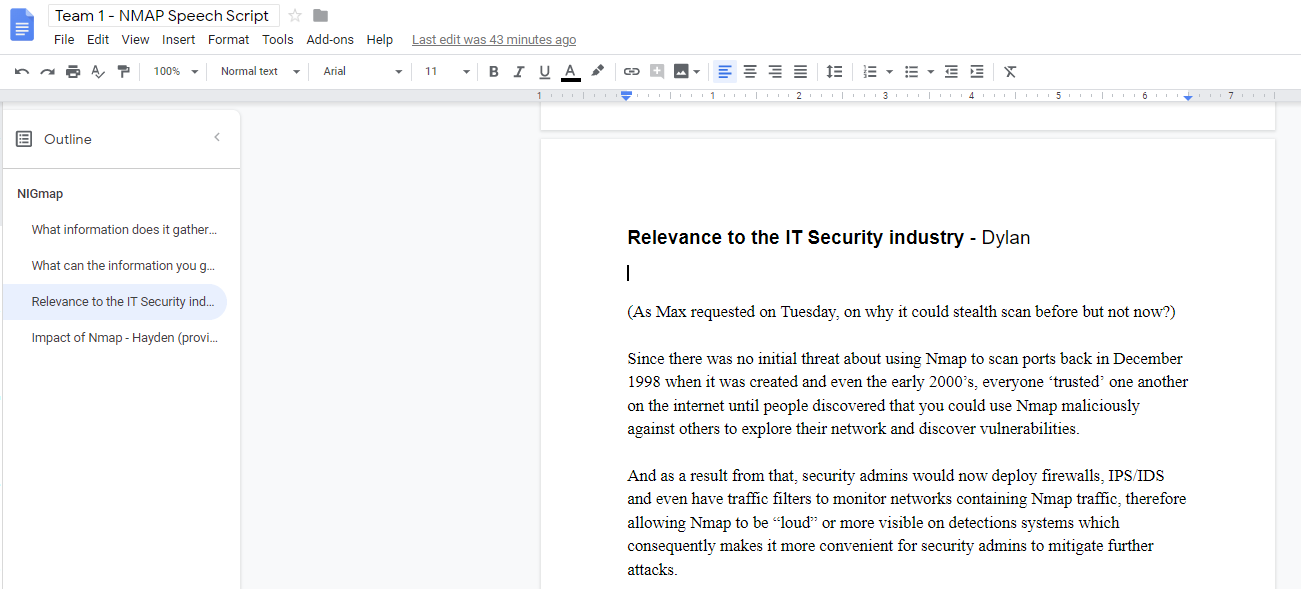 Team 1 - NMAP Speech Script
File Edit View Insert Format Tools Add-ons Help Last edit was 43 minutes ago
100% Normal text Arial 11 B I U A
1 1 2 3 4 5 6 7
Outline
NIGmap
What information does it gather...
What can the information you g...
Relevance to the IT Security ind...
Impact of Nmap - Hayden (provi...
Relevance to the IT Security industry - Dylan
(As Max requested on Tuesday, on why it could stealth scan before but not now?)
Since there was no initial threat about using Nmap to scan ports back in December
1998 when it was created and even the early 2000’s, everyone ‘trusted’ one another
on the internet until people discovered that you could use Nmap maliciously
against others to explore their network and discover vulnerabilities.
And as a result from that, security admins would now deploy firewalls, IPS/IDS
and even have traffic filters to monitor networks containing Nmap traffic, therefore
allowing Nmap to be “loud” or more visible on detections systems which
consequently makes it more convenient for security admins to mitigate further
attacks.